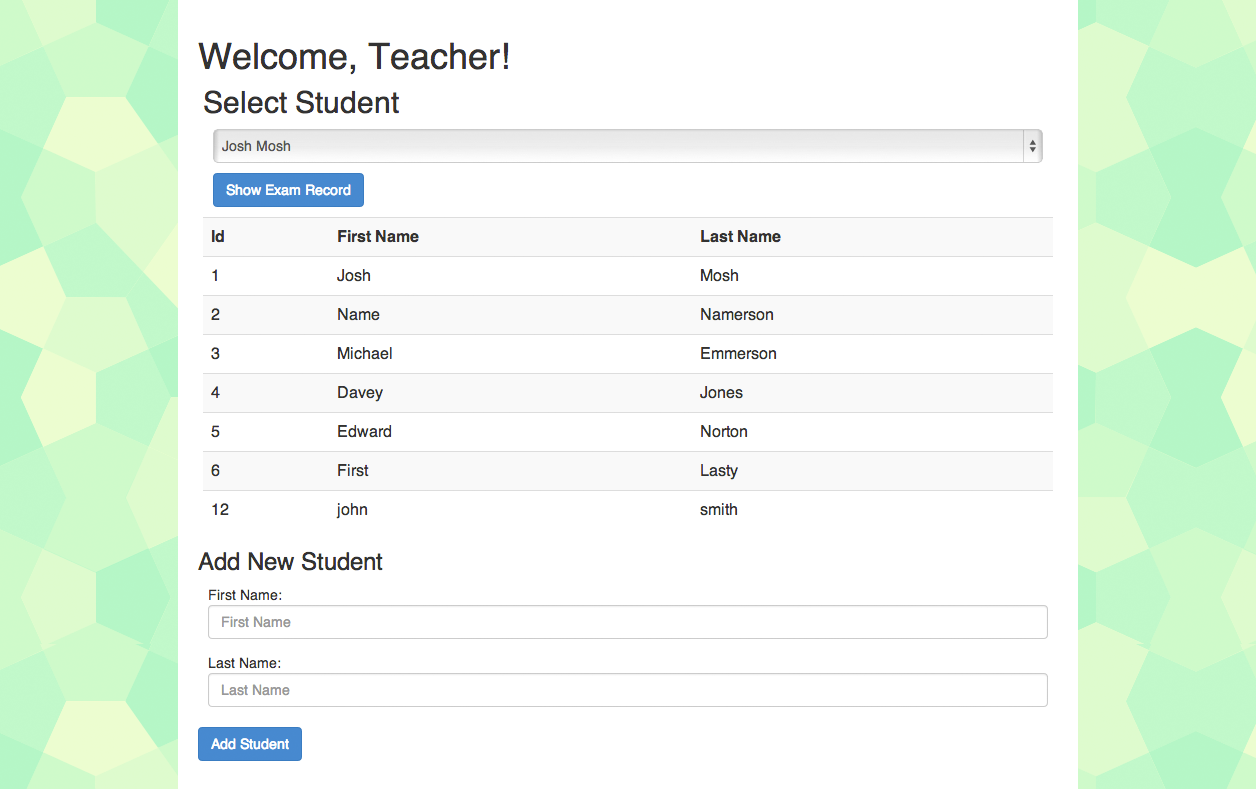 Welcome, Teacher!
Select Student
Josh Mosh
Show Exam Record
Id First Name Last Name
1 Josh Mosh
2 Name Namerson
3 Michael Emmerson
4 Davey Jones
5 Edward Norton
6 First Lasty
12 john smith
Add New Student
First Name:
First Name
Last Name:
Last Name
Add Student